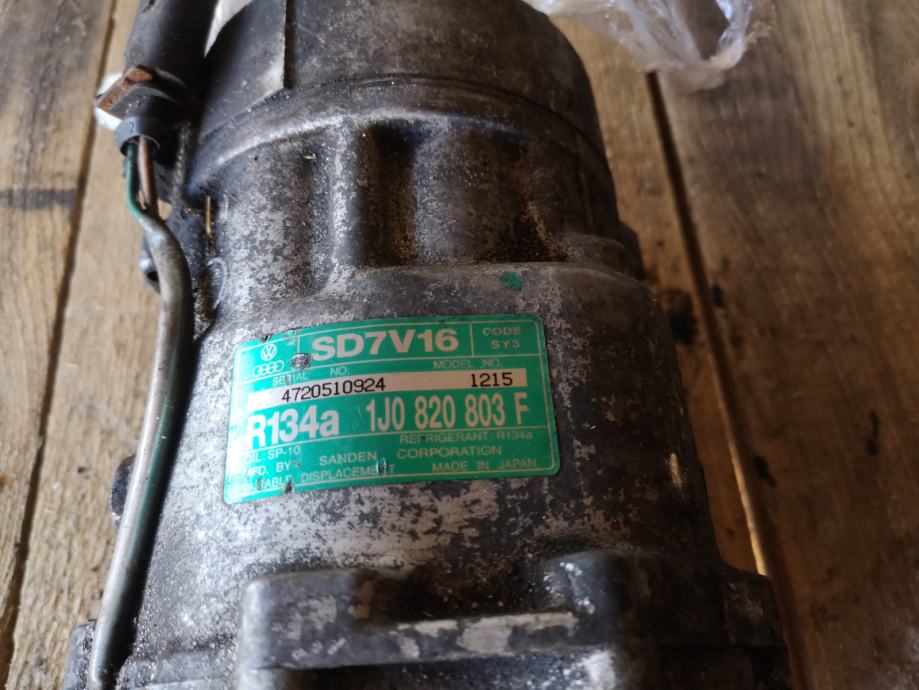 SD7V16
CODE
SY3
SERIAL NO.
MODEL NO.
4720510924
1215
R134a
1J0 820 803 F
REFRIGERANT: R134a
OIL: SP-10
MFD. BY SANDEN CORPORATION
VARIABLE DISPLACEMENT
MADE IN JAPAN